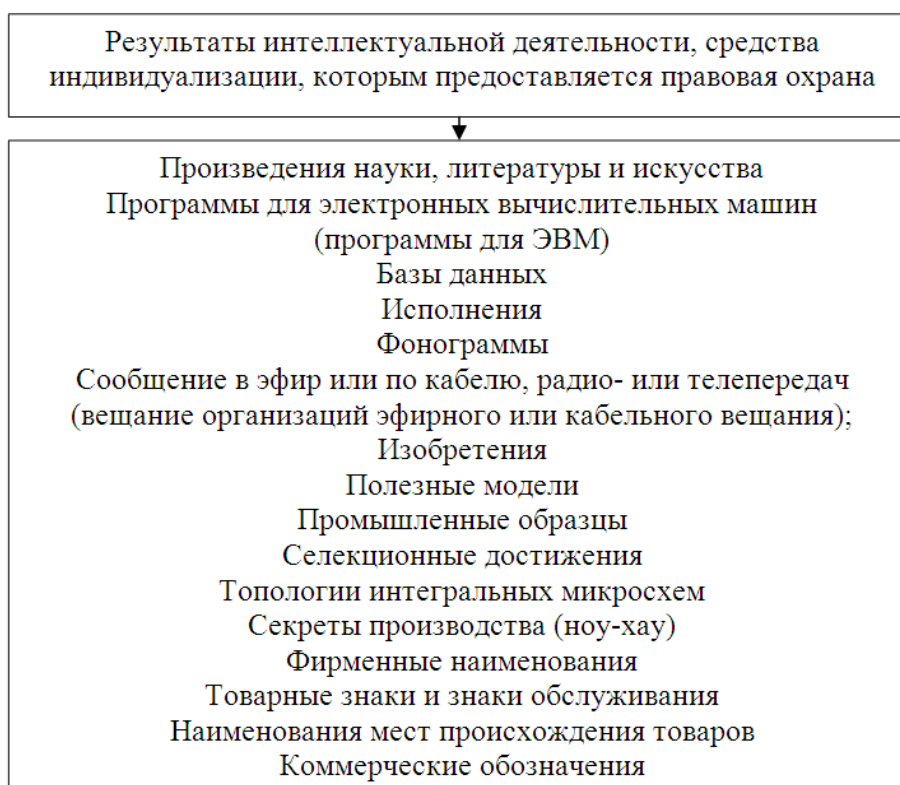 Результаты интеллектуальной деятельности, средства
индивидуализации, которым предоставляется правовая охрана
Произведения науки, литературы и искусства
Программы для электронных вычислительных машин
(программы для ЭВМ)
Базы данных
Исполнения
Фонограммы
Сообщение в эфир или по кабелю, радио- или телепередач
(вещание организаций эфирного или кабельного вещания);
Изобретения
Полезные модели
Промышленные образцы
Селекционные достижения
Топологии интегральных микросхем
Секреты производства (ноу-хау)
Фирменные наименования
Товарные знаки и знаки обслуживания
Наименования мест происхождения товаров
Коммерческие обозначения